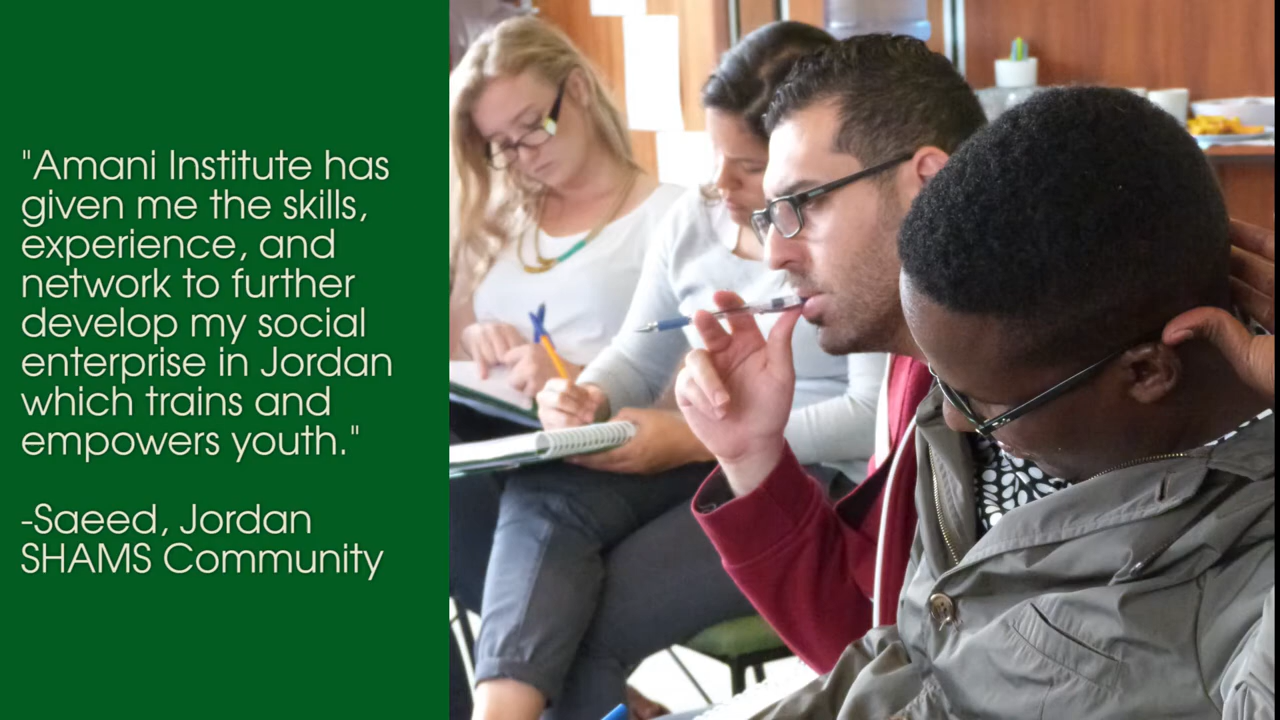 "Amani Institute has
given me the skills,
experience, and
network to further
develop my social
enterprise in Jordan
which trains and
empowers youth."
-Saeed, Jordan
SHAMS Community